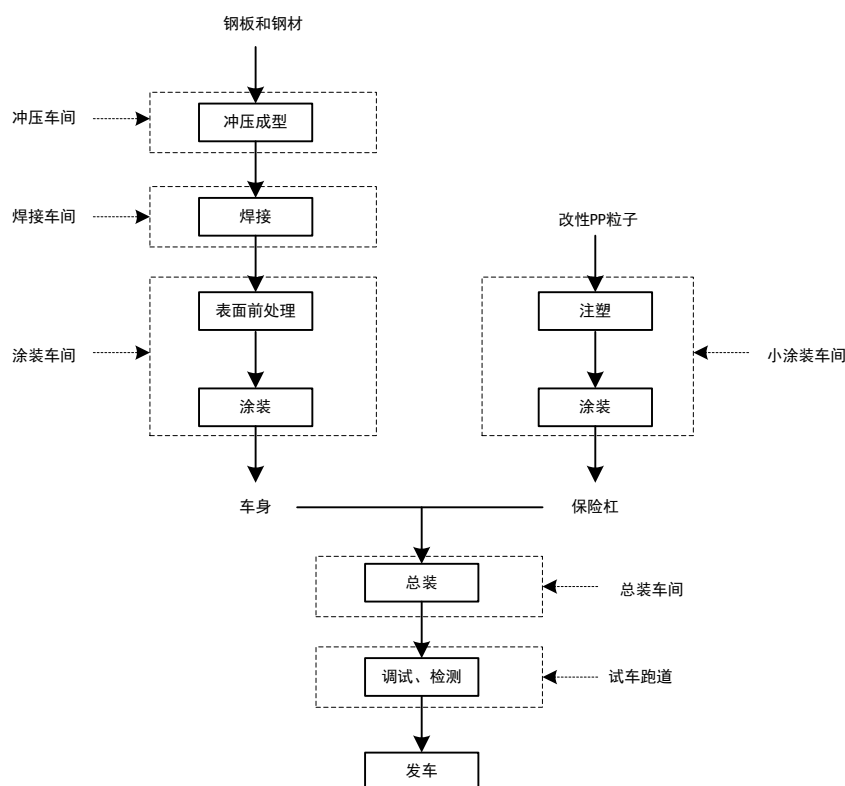 钢板和钢材
冲压车间
冲压成型
焊接车间
焊接
改性PP粒子
表面前处理
注塑
涂装车间
小涂装车间
涂装
涂装
车身
保险杠
总装
总装车间
调试、检测
试车跑道
发车